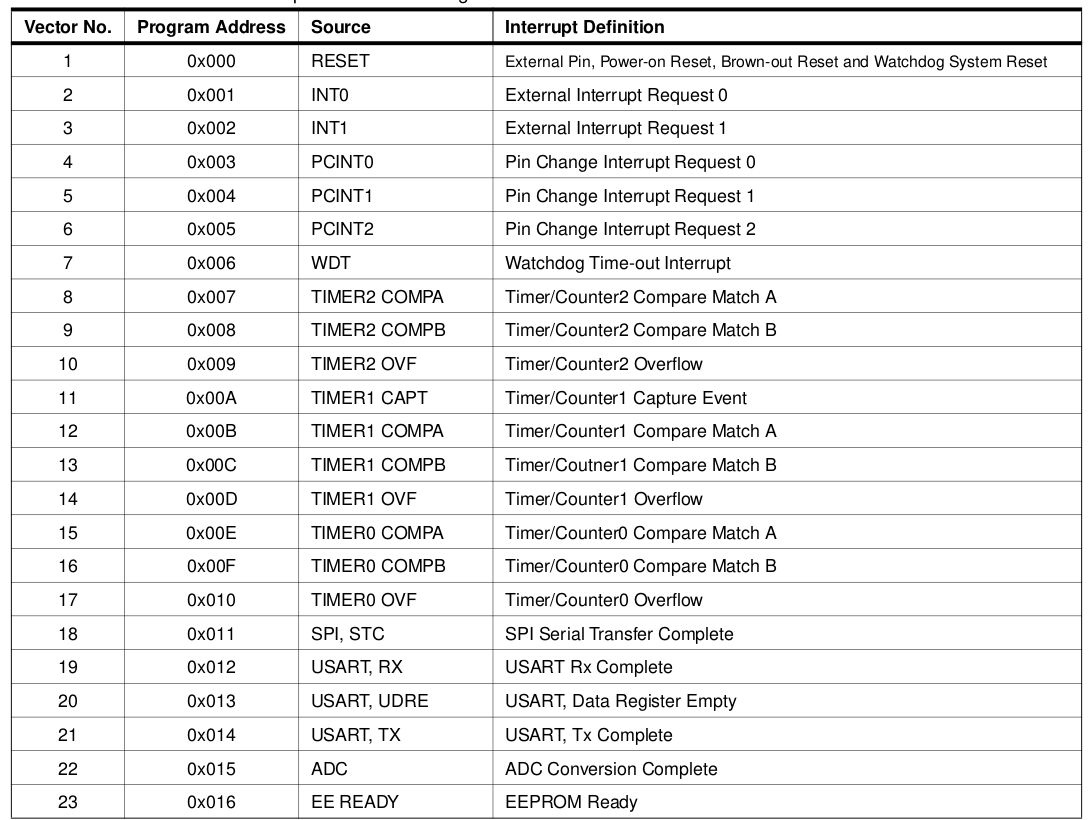 Vector No. Program Address Source Interrupt Definition
1 0x000 RESET External Pin, Power-on Reset, Brown-out Reset and Watchdog System Reset
2 0x001 INT0 External Interrupt Request 0
3 0x002 INT1 External Interrupt Request 1
4 0x003 PCINT0 Pin Change Interrupt Request 0
5 0x004 PCINT1 Pin Change Interrupt Request 1
6 0x005 PCINT2 Pin Change Interrupt Request 2
7 0x006 WDT Watchdog Time-out Interrupt
8 0x007 TIMER2 COMPA Timer/Counter2 Compare Match A
9 0x008 TIMER2 COMPB Timer/Counter2 Compare Match B
10 0x009 TIMER2 OVF Timer/Counter2 Overflow
11 0x00A TIMER1 CAPT Timer/Counter1 Capture Event
12 0x00B TIMER1 COMPA Timer/Counter1 Compare Match A
13 0x00C TIMER1 COMPB Timer/Coutner1 Compare Match B
14 0x00D TIMER1 OVF Timer/Counter1 Overflow
15 0x00E TIMER0 COMPA Timer/Counter0 Compare Match A
16 0x00F TIMER0 COMPB Timer/Counter0 Compare Match B
17 0x010 TIMER0 OVF Timer/Counter0 Overflow
18 0x011 SPI, STC SPI Serial Transfer Complete
19 0x012 USART, RX USART Rx Complete
20 0x013 USART, UDRE USART, Data Register Empty
21 0x014 USART, TX USART, Tx Complete
22 0x015 ADC ADC Conversion Complete
23 0x016 EE READY EEPROM Ready